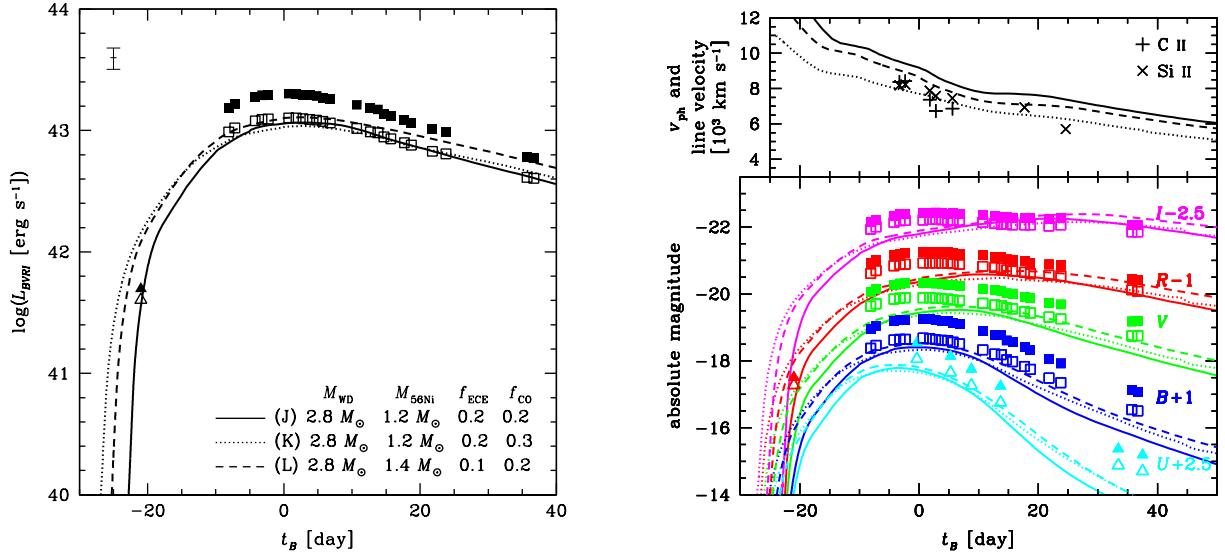 44
43
42
41
40
log(L_BVRI) [erg s⁻¹]
M_WD M_56Ni f_ECE f_CO
(J) 2.8 M_⊙ 1.2 M_⊙ 0.2 0.2
(K) 2.8 M_⊙ 1.2 M_⊙ 0.2 0.3
(L) 2.8 M_⊙ 1.4 M_⊙ 0.1 0.2
−20 0 20 40
t_B [day]
12
10
8
6
4
v_ph and
line velocity
[10³ km s⁻¹]
+ C II
× Si II
-22
-20
-18
-16
-14
absolute magnitude
I−2.5
R−1
V
B+1
U+2.5
−20 0 20 40
t_B [day]